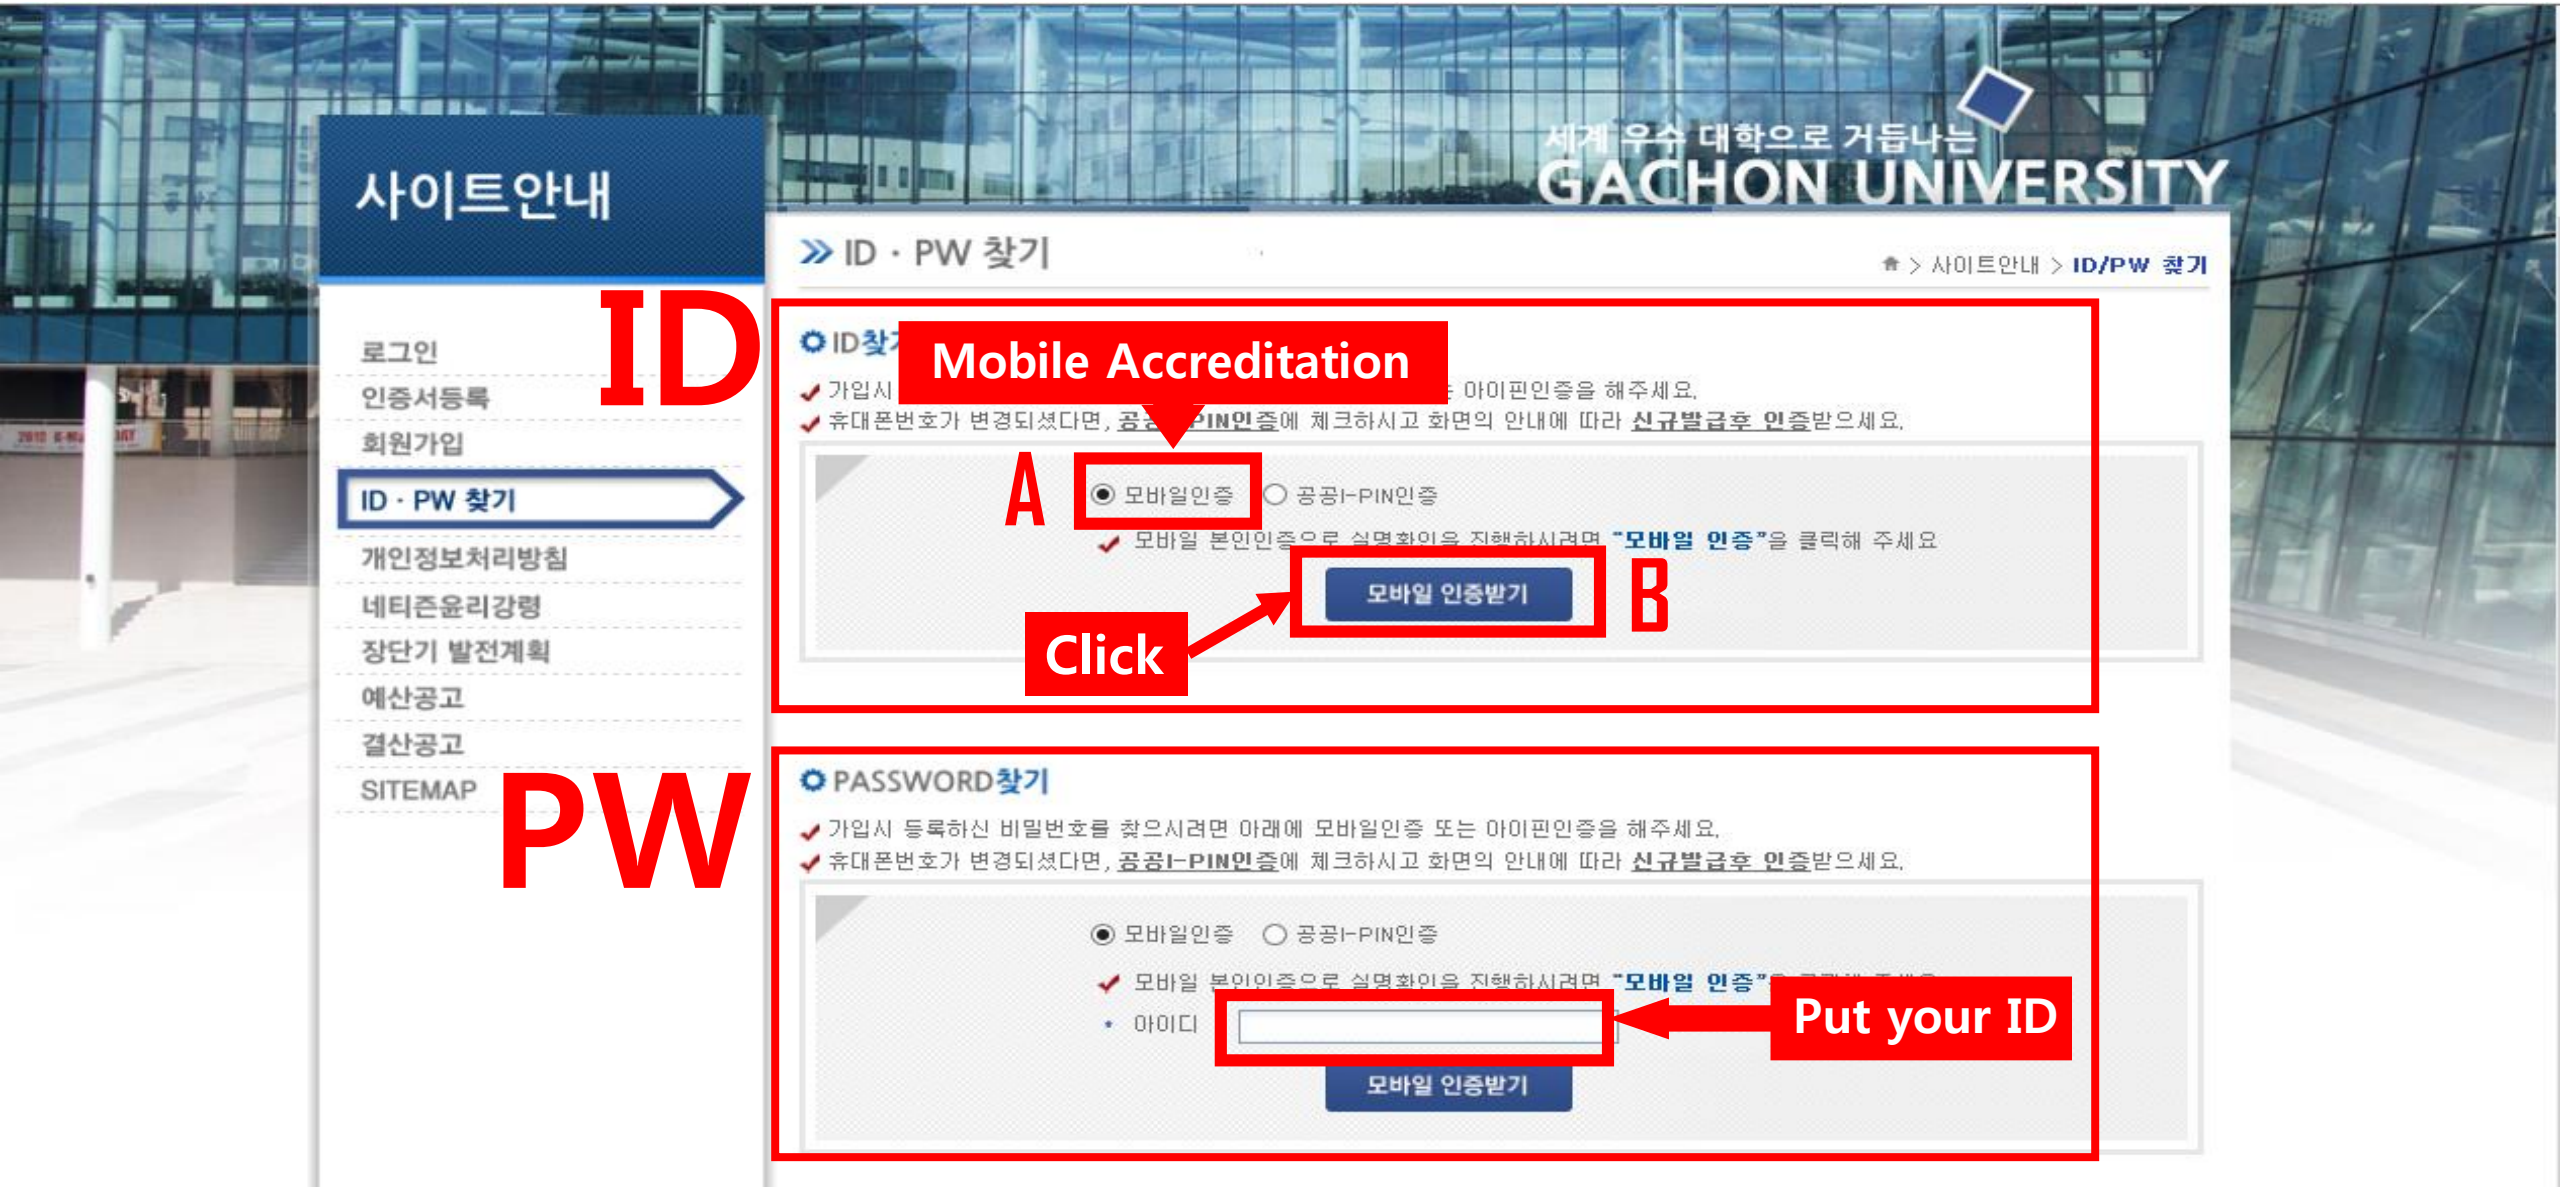 세계 우수 대학으로 거듭나는
GACHON UNIVERSITY
사이트안내
로그인
인증서등록
회원가입
ID · PW 찾기
개인정보처리방침
네티즌윤리강령
장단기 발전계획
예산공고
결산공고
SITEMAP
ID · PW 찾기
> 사이트안내 > ID/PW 찾기
ID
ID찾
Mobile Accreditation
가입시 아이핀인증을 해주세요.
휴대폰번호가 변경되셨다면, 공 PIN인증에 체크하시고 화면의 안내에 따라 신규발급후 인증받으세요.
A
모바일인증 공공I-PIN인증
모바일 본인인증으로 실명확인을 진행하시려면 "모바일 인증"을 클릭해 주세요
모바일 인증받기
B
Click
PW
PASSWORD찾기
가입시 등록하신 비밀번호를 찾으시려면 아래에 모바일인증 또는 아이핀인증을 해주세요.
휴대폰번호가 변경되셨다면, 공공I-PIN인증에 체크하시고 화면의 안내에 따라 신규발급후 인증받으세요.
모바일인증 공공I-PIN인증
모바일 본인인증으로 실명확인을 진행하시려면 "모바일 인증"
아이디
Put your ID
모바일 인증받기